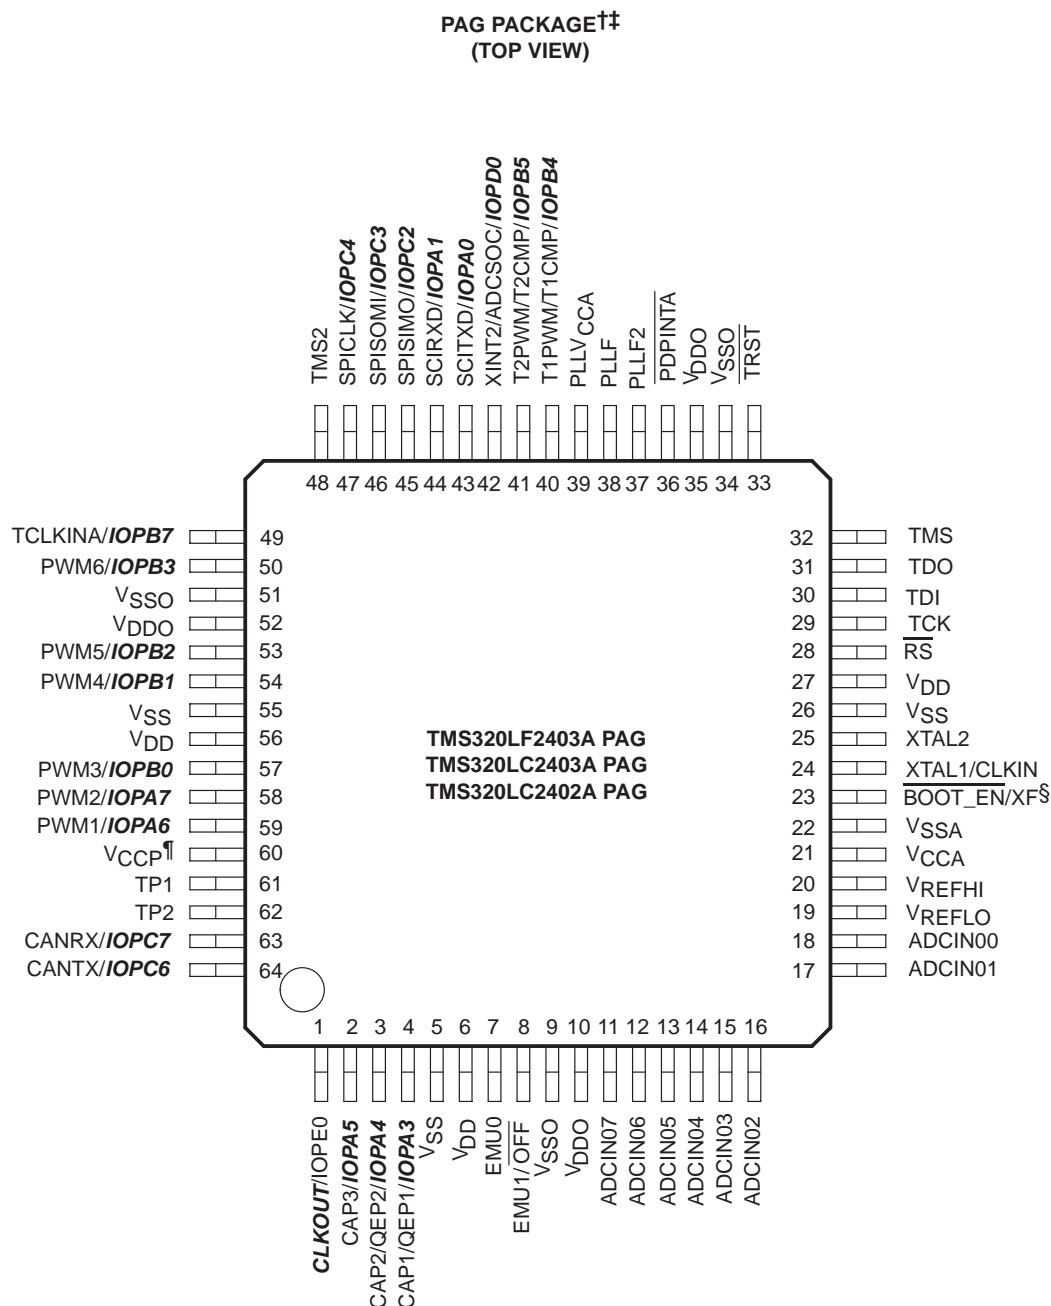 PAG PACKAGE†‡
(TOP VIEW)
TMS2
SPICLK/IOPC4
SPISOMI/IOPC3
SPISIMO/IOPC2
SCIRXD/IOPA1
SCITXD/IOPA0
XINT2/ADCSOC/IOPD0
T2PWM/T2CMP/IOPB5
T1PWM/T1CMP/IOPB4
PLLVCCA
PLLF
PLLF2
PDPINTA
VDDO
VSSO
TRST
48 47 46 45 44 43 42 41 40 39 38 37 36 35 34 33
TCLKINA/IOPB7 49
PWM6/IOPB3 50
VSSO 51
VDDO 52
PWM5/IOPB2 53
PWM4/IOPB1 54
VSS 55
VDD 56
PWM3/IOPB0 57
PWM2/IOPA7 58
PWM1/IOPA6 59
VCCP¶ 60
TP1 61
TP2 62
CANRX/IOPC7 63
CANTX/IOPC6 64
TMS320LF2403A PAG
TMS320LC2403A PAG
TMS320LC2402A PAG
32 TMS
31 TDO
30 TDI
29 TCK
28 RS
27 VDD
26 VSS
25 XTAL2
24 XTAL1/CLKIN
23 BOOT_EN/XF§
22 VSSA
21 VCCA
20 VREFHI
19 VREFLO
18 ADCIN00
17 ADCIN01
1 2 3 4 5 6 7 8 9 10 11 12 13 14 15 16
CLKOUT/IOPE0
CAP3/IOPA5
CAP2/QEP2/IOPA4
CAP1/QEP1/IOPA3
VSS
VDD
EMU0
EMU1/OFF
VSSO
VDDO
ADCIN07
ADCIN06
ADCIN05
ADCIN04
ADCIN03
ADCIN02